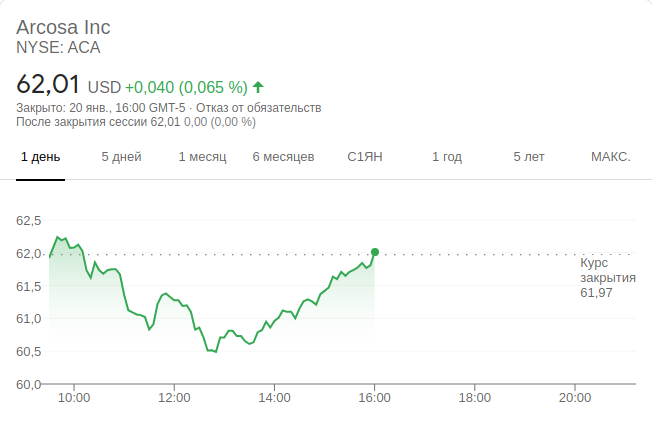 Arcosa Inc
NYSE: ACA
62,01 USD +0,040 (0,065 %)
Закрыто: 20 янв., 16:00 GMT-5 · Отказ от обязательств
После закрытия сессии 62,01 0,00 (0,00 %)
1 день 5 дней 1 месяц 6 месяцев С1ЯН 1 год 5 лет МАКС.
62,5
62,0
Курс
закрытия
61,97
61,5
61,0
60,5
60,0
10:00 12:00 14:00 16:00 18:00 20:00